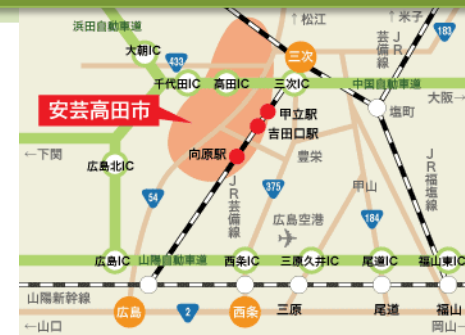 ↑松江
↑米子
浜田自動車道
大朝IC
433
三次
芸備線
JR
183
千代田IC
高田IC
三次IC
中国自動車道
大阪→
安芸高田市
甲立駅
吉田口駅
塩町
←下関
広島北IC
向原駅
豊栄
JR芸備線
54
375
甲山
JR福塩線
広島空港
184
広島IC
山陽自動車道
西条IC
三原久井IC
尾道IC
福山東IC
山陽新幹線
広島
2
西条
三原
尾道
福山
←山口
岡山→